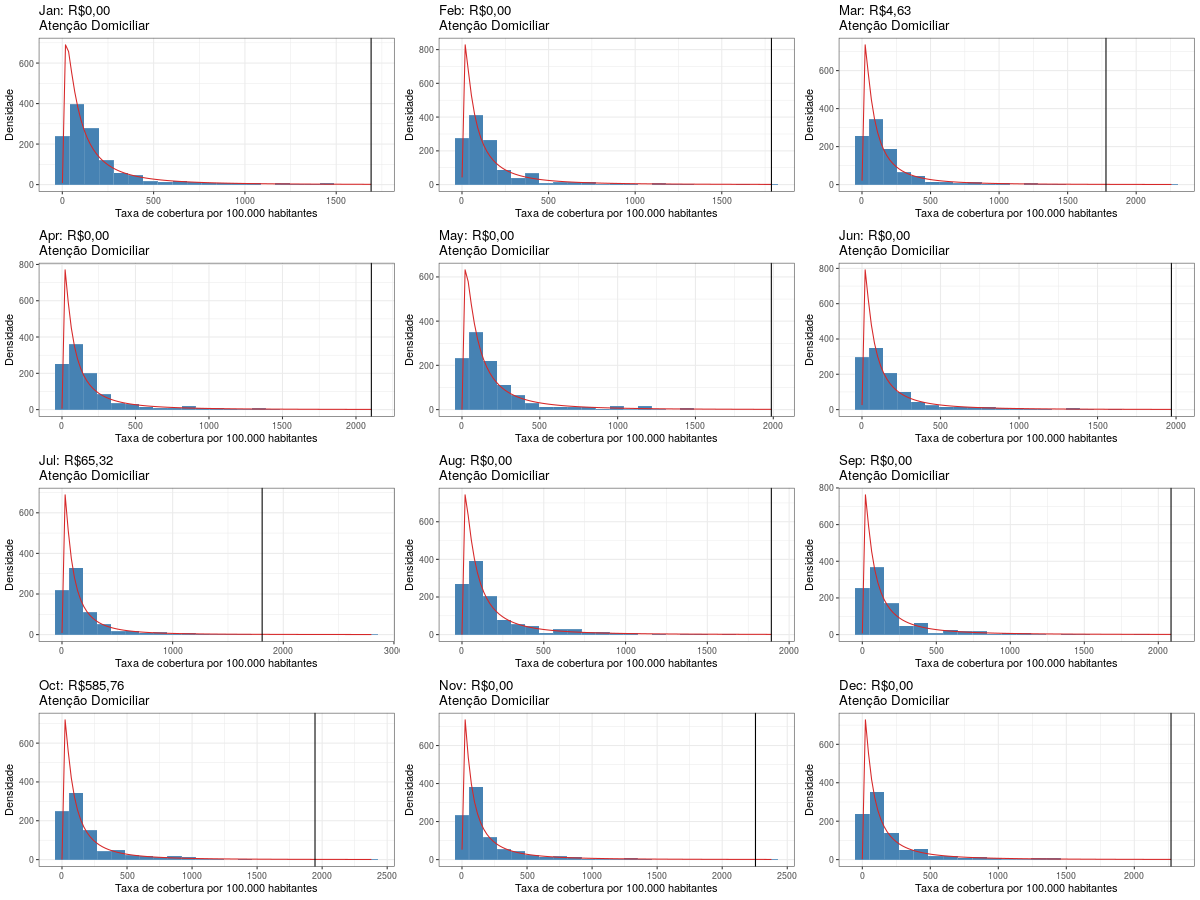 Jan: R$0,00
Atenção Domiciliar
Densidade
600
400
200
0
0 500 1000 1500
Taxa de cobertura por 100.000 habitantes
Feb: R$0,00
Atenção Domiciliar
Densidade
800
600
400
200
0
0 500 1000 1500
Taxa de cobertura por 100.000 habitantes
Mar: R$4,63
Atenção Domiciliar
Densidade
600
400
200
0
0 500 1000 1500 2000
Taxa de cobertura por 100.000 habitantes
Apr: R$0,00
Atenção Domiciliar
Densidade
800
600
400
200
0
0 500 1000 1500 2000
Taxa de cobertura por 100.000 habitantes
May: R$0,00
Atenção Domiciliar
Densidade
600
400
200
0
0 500 1000 1500 2000
Taxa de cobertura por 100.000 habitantes
Jun: R$0,00
Atenção Domiciliar
Densidade
800
600
400
200
0
0 500 1000 1500 2000
Taxa de cobertura por 100.000 habitantes
Jul: R$65,32
Atenção Domiciliar
Densidade
600
400
200
0
0 1000 2000 3000
Taxa de cobertura por 100.000 habitantes
Aug: R$0,00
Atenção Domiciliar
Densidade
600
400
200
0
0 500 1000 1500 2000
Taxa de cobertura por 100.000 habitantes
Sep: R$0,00
Atenção Domiciliar
Densidade
800
600
400
200
0
0 500 1000 1500 2000
Taxa de cobertura por 100.000 habitantes
Oct: R$585,76
Atenção Domiciliar
Densidade
600
400
200
0
0 500 1000 1500 2000 2500
Taxa de cobertura por 100.000 habitantes
Nov: R$0,00
Atenção Domiciliar
Densidade
600
400
200
0
0 500 1000 1500 2000 2500
Taxa de cobertura por 100.000 habitantes
Dec: R$0,00
Atenção Domiciliar
Densidade
600
400
200
0
0 500 1000 1500 2000
Taxa de cobertura por 100.000 habitantes